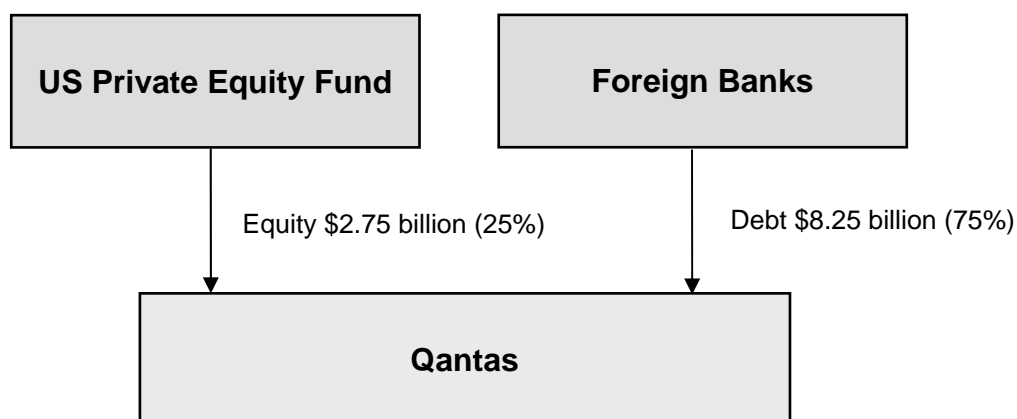 US Private Equity Fund
Foreign Banks
Equity $2.75 billion (25%)
Debt $8.25 billion (75%)
Qantas